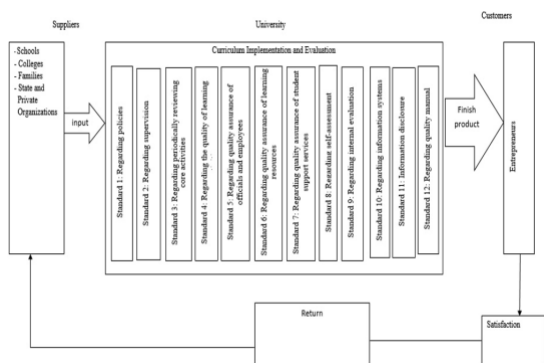 Suppliers
University
Customers
-Schools
- Colleges
- Families
- State and
Private
Organizations
input
Curriculum Implementation and Evaluation
Standard 1: Regarding policies
Standard 2: Regarding supervision
Standard 3: Regarding periodically reviewing
core activities
Standard 4: Regarding the quality of learning
Standard 5: Regarding quality assurance of
officials and employees
Standard 6: Regarding quality assurance of learning
resources
Standard 7: Regarding quality assurance of student
support services
Standard 8: Regarding self-assessment
Standard 9: Regarding internal evaluation
Standard 10: Regarding information systems
Standard 11: Information disclosure
Standard 12: Regarding quality manual
Finish
product
Entrepreneurs
Return
Satisfaction